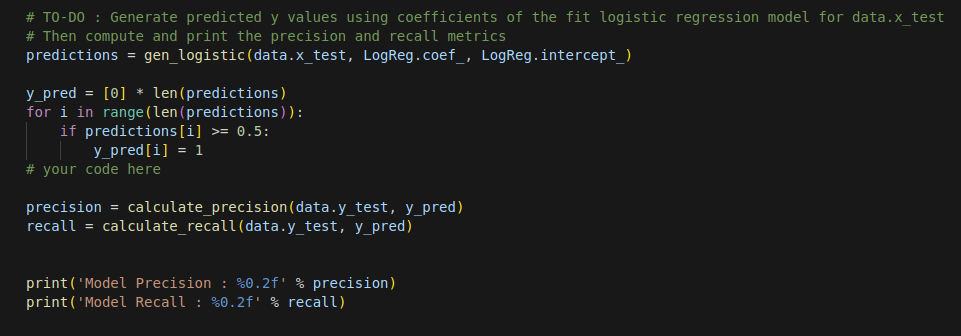 # TO-DO : Generate predicted y values using coefficients of the fit logistic regression model for data.x_test
# Then compute and print the precision and recall metrics
predictions = gen_logistic(data.x_test, LogReg.coef_, LogReg.intercept_)
y_pred = [0] * len(predictions)
for i in range(len(predictions)):
if predictions[i] >= 0.5:
y_pred[i] = 1
# your code here
precision = calculate_precision(data.y_test, y_pred)
recall = calculate_recall(data.y_test, y_pred)
print('Model Precision : %0.2f' % precision)
print('Model Recall : %0.2f' % recall)